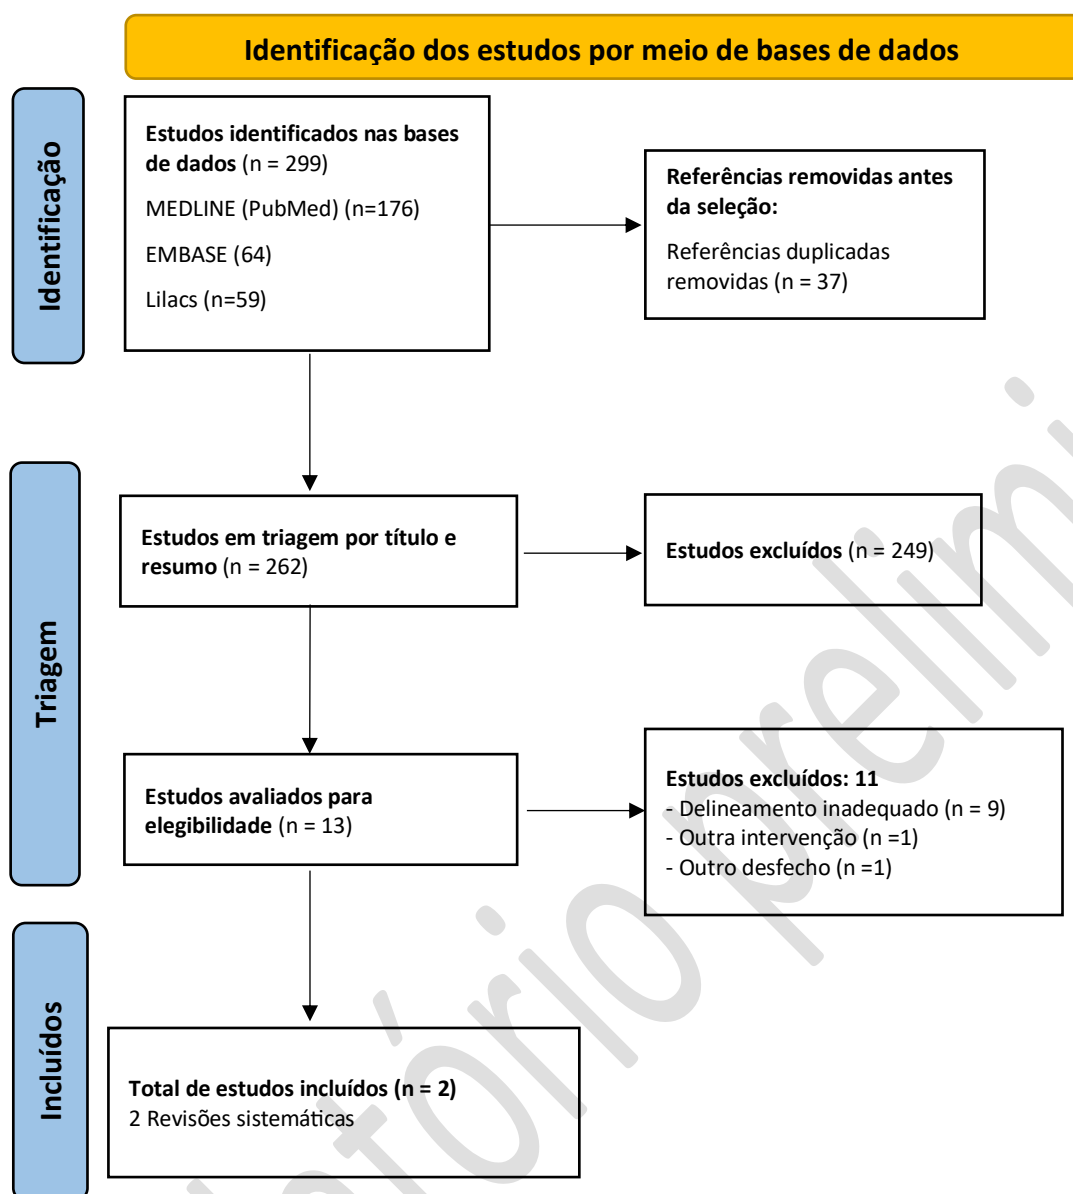 Identificação dos estudos por meio de bases de dados
Identificação
Estudos identificados nas bases
de dados (n = 299)
MEDLINE (PubMed) (n=176)
EMBASE (64)
Lilacs (n=59)
Referências removidas antes
da seleção:
Referências duplicadas
removidas (n = 37)
Triagem
Estudos em triagem por título e
resumo (n = 262)
Estudos excluídos (n = 249)
Estudos avaliados para
elegibilidade (n = 13)
Estudos excluídos: 11
- Delineamento inadequado (n = 9)
- Outra intervenção (n =1)
- Outro desfecho (n =1)
Incluídos
Total de estudos incluídos (n = 2)
2 Revisões sistemáticas
tório prelimi